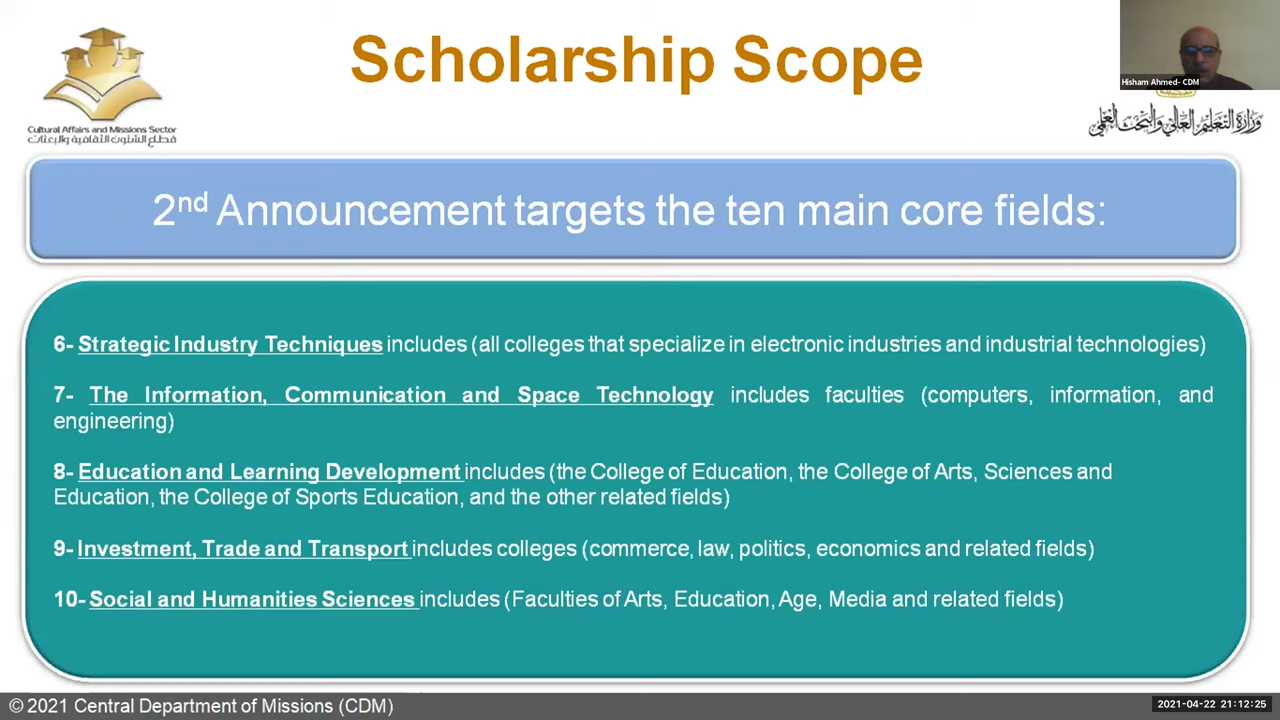 Scholarship Scope
Hisham Ahmed- CDM
Cultural Affairs and Missions Sector
قطاع الشئون الثقافية والبعثات
وزارة التعليم العالي والبحث العلمي
2nd Announcement targets the ten main core fields:
6- Strategic Industry Techniques includes (all colleges that specialize in electronic industries and industrial technologies)
7- The Information, Communication and Space Technology includes faculties (computers, information, and
engineering)
8- Education and Learning Development includes (the College of Education, the College of Arts, Sciences and
Education, the College of Sports Education, and the other related fields)
9- Investment, Trade and Transport includes colleges (commerce, law, politics, economics and related fields)
10- Social and Humanities Sciences includes (Faculties of Arts, Education, Age, Media and related fields)
© 2021 Central Department of Missions (CDM)
2021-04-22 21:12:25